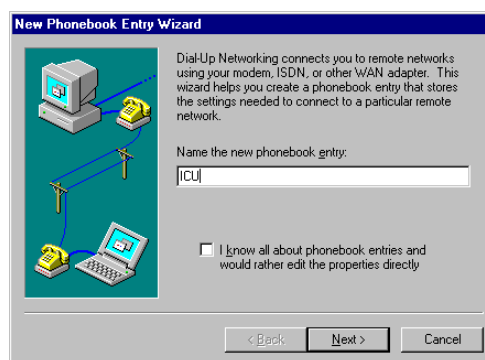 New Phonebook Entry Wizard
Dial-Up Networking connects you to remote networks
using your modem, ISDN, or other WAN adapter. This
wizard helps you create a phonebook entry that stores
the settings needed to connect to a particular remote
network.
Name the new phonebook entry:
ICU
I know all about phonebook entries and
would rather edit the properties directly
< Back Next > Cancel